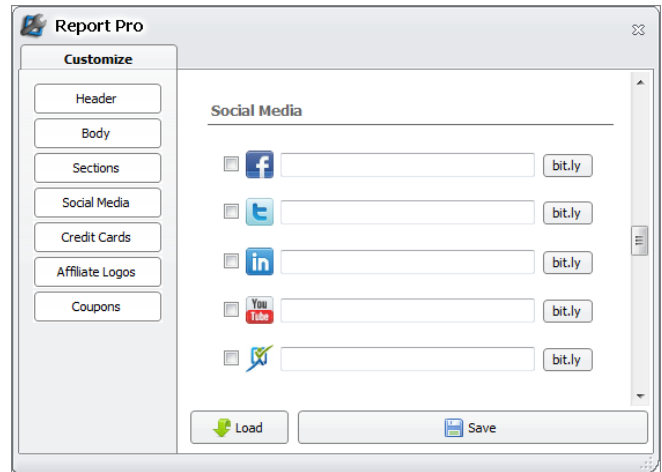 Report Pro
Customize
Header
Body
Sections
Social Media
Credit Cards
Affiliate Logos
Coupons
Social Media
f bit.ly
t bit.ly
in bit.ly
You
Tube bit.ly
bit.ly
Load Save